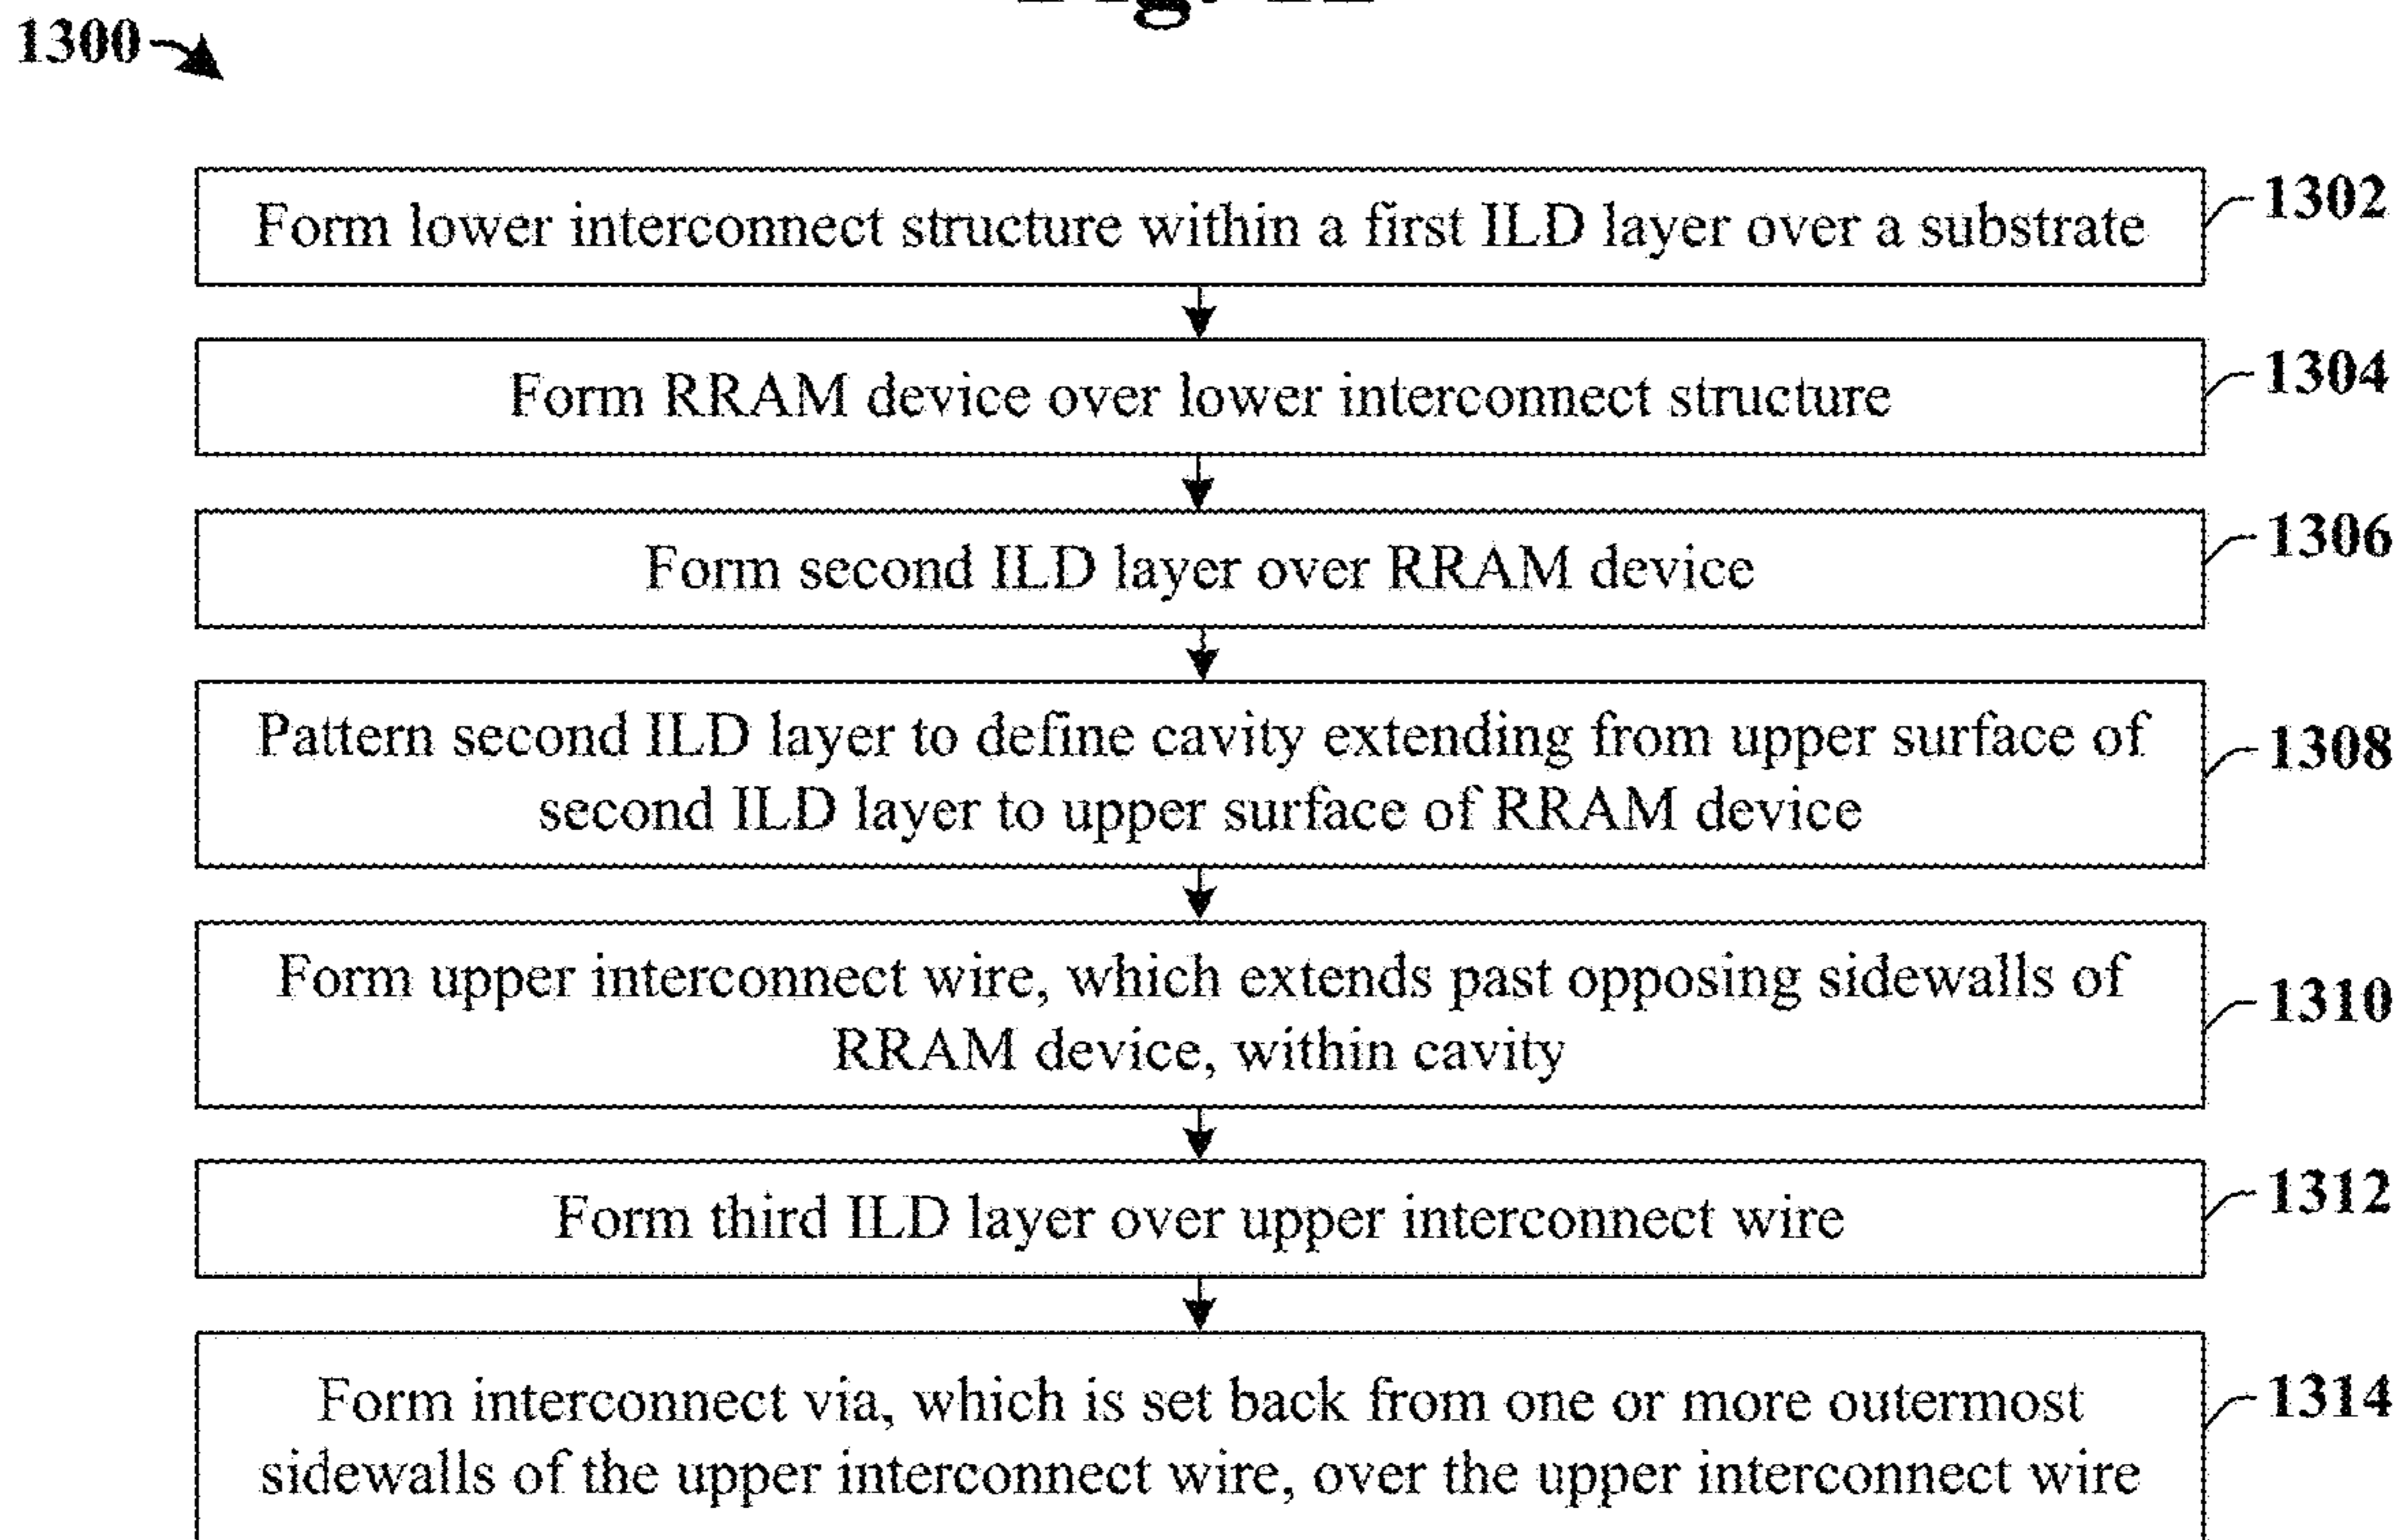 1300
Form lower interconnect structure within a first ILD layer over a substrate
1302
Form RRAM device over lower interconnect structure
1304
Form second ILD layer over RRAM device
1306
Pattern second ILD layer to define cavity extending from upper surface of
second ILD layer to upper surface of RRAM device
1308
Form upper interconnect wire, which extends past opposing sidewalls of
RRAM device, within cavity
1310
Form third ILD layer over upper interconnect wire
1312
Form interconnect via, which is set back from one or more outermost
sidewalls of the upper interconnect wire, over the upper interconnect wire
1314